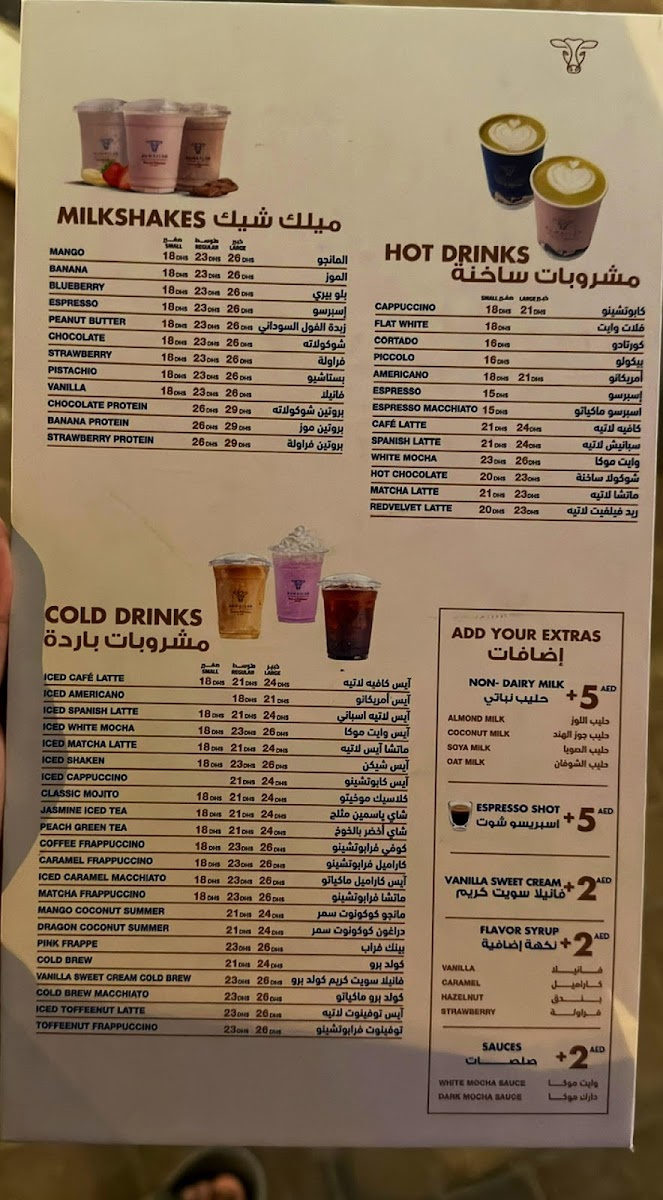 MILKSHAKES ميلك شيك
صغير وسط كبير
SMALL REGULAR LARGE
MANGO 18DHS 23DHS 26DHS المانجو
BANANA 18DHS 23DHS 26DHS الموز
BLUEBERRY 18DHS 23DHS 26DHS بلو بيري
ESPRESSO 18DHS 23DHS 26DHS إسبرسو
PEANUT BUTTER 18DHS 23DHS 26DHS زبدة الفول السوداني
CHOCOLATE 18DHS 23DHS 26DHS شوكولاته
STRAWBERRY 18DHS 23DHS 26DHS فراولة
PISTACHIO 18DHS 23DHS 26DHS بستاشيو
VANILLA 18DHS 23DHS 26DHS فانيلا
CHOCOLATE PROTEIN 26DHS 29DHS بروتين شوكولاته
BANANA PROTEIN 26DHS 29DHS بروتين موز
STRAWBERRY PROTEIN 26DHS 29DHS بروتين فراولة
HOT DRINKS
مشروبات ساخنة
SMALL صغير LARGE كبير
CAPPUCCINO 18DHS 21DHS كابوتشينو
FLAT WHITE 18DHS فلات وايت
CORTADO 16DHS كورتادو
PICCOLO 16DHS بيكولو
AMERICANO 18DHS 21DHS أمريكانو
ESPRESSO 15DHS إسبرسو
ESPRESSO MACCHIATO 15DHS اسبرسو ماكياتو
CAFÉ LATTE 21DHS 24DHS كافيه لاتيه
SPANISH LATTE 21DHS 24DHS سبانيش لاتيه
WHITE MOCHA 23DHS 26DHS وايت موكا
HOT CHOCOLATE 20DHS 23DHS شوكولا ساخنة
MATCHA LATTE 21DHS 23DHS ماتشا لاتيه
REDVELVET LATTE 20DHS 23DHS ريد فيلفيت لاتيه
COLD DRINKS
مشروبات باردة
صغير وسط كبير
SMALL REGULAR LARGE
ICED CAFÉ LATTE 18DHS 21DHS 24DHS آيس كافيه لاتيه
ICED AMERICANO 18DHS 21DHS آيس أمريكانو
ICED SPANISH LATTE 18DHS 21DHS 24DHS آيس لاتيه اسباني
ICED WHITE MOCHA 18DHS 23DHS 26DHS آيس وايت موكا
ICED MATCHA LATTE 18DHS 21DHS 24DHS ماتشا آيس لاتيه
ICED SHAKEN 18DHS 23DHS 26DHS آيس شيكن
ICED CAPPUCCINO 21DHS 24DHS آيس كابوتشينو
CLASSIC MOJITO 18DHS 21DHS 24DHS كلاسيك موخيتو
JASMINE ICED TEA 18DHS 21DHS 24DHS شاي ياسمين مثلج
PEACH GREEN TEA 18DHS 21DHS 24DHS شاي أخضر بالخوخ
COFFEE FRAPPUCCINO 18DHS 23DHS 26DHS كوفي فرابوتشينو
CARAMEL FRAPPUCCINO 18DHS 23DHS 26DHS كاراميل فرابوتشينو
ICED CARAMEL MACCHIATO 18DHS 23DHS 26DHS آيس كاراميل ماكياتو
MATCHA FRAPPUCCINO 18DHS 23DHS 26DHS ماتشا فرابوتشينو
MANGO COCONUT SUMMER 21DHS 24DHS مانجو كوكونوت سمر
DRAGON COCONUT SUMMER 21DHS 24DHS دراغون كوكونوت سمر
PINK FRAPPE 23DHS 26DHS بينك فراب
COLD BREW 21DHS 24DHS كولد برو
VANILLA SWEET CREAM COLD BREW 23DHS 26DHS فانيلا سويت كريم كولد برو
COLD BREW MACCHIATO 23DHS 26DHS كولد برو ماكياتو
ICED TOFFEENUT LATTE 23DHS 26DHS آيس توفينوت لاتيه
TOFFEENUT FRAPPUCCINO 23DHS 26DHS توفينوت فرابوتشينو
ADD YOUR EXTRAS
إضافات
NON- DAIRY MILK +5 AED
حليب نباتي
ALMOND MILK حليب اللوز
COCONUT MILK حليب جوز الهند
SOYA MILK حليب الصويا
OAT MILK حليب الشوفان
ESPRESSO SHOT +5 AED
اسبريسو شوت
VANILLA SWEET CREAM +2 AED
فانيلا سويت كريم
FLAVOR SYRUP +2 AED
نكهة إضافية
VANILLA فانيلا
CARAMEL كاراميل
HAZELNUT بندق
STRAWBERRY فراولة
SAUCES +2 AED
صلصات
WHITE MOCHA SAUCE وايت موكا
DARK MOCHA SAUCE دارك موكا